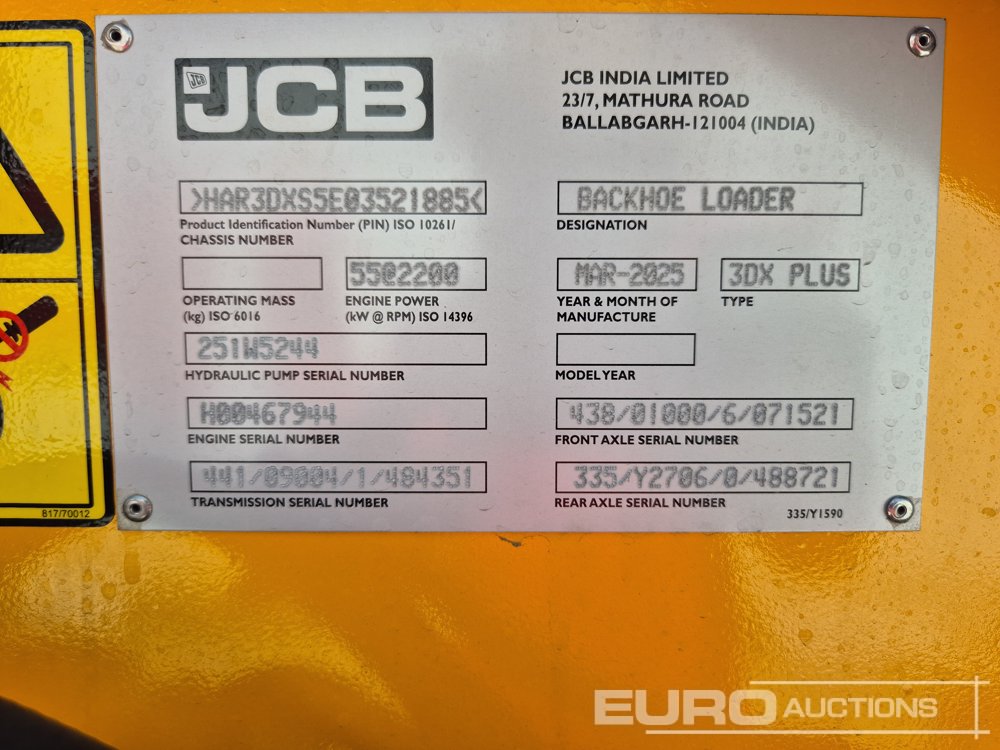 JCB
JCB
JCB INDIA LIMITED
23/7, MATHURA ROAD
BALLABGARH-121004 (INDIA)
>HAR3DXS5E03521885<
Product Identification Number (PIN) ISO 10261/
CHASSIS NUMBER
BACKHOE LOADER
DESIGNATION
OPERATING MASS
(kg) ISO 6016
55@2200
ENGINE POWER
(kW @ RPM) ISO 14396
MAR-2025
YEAR & MONTH OF
MANUFACTURE
3DX PLUS
TYPE
251W5244
HYDRAULIC PUMP SERIAL NUMBER
MODEL YEAR
H00467944
ENGINE SERIAL NUMBER
438/01000/6/071521
FRONT AXLE SERIAL NUMBER
441/09004/1/484351
TRANSMISSION SERIAL NUMBER
335/Y2706/0/488721
REAR AXLE SERIAL NUMBER
335/Y1590
817/70012
EURO AUCTIONS